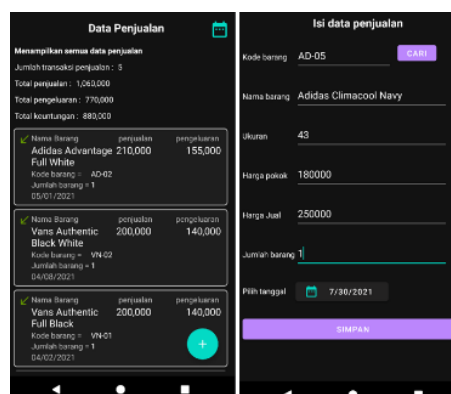 Data Penjualan
Menampilkan semua data penjualan
Jumlah transaksi penjualan : 5
Total penjualan : 1,060,000
Total pengeluaran : 770,000
Total keuntungan : 880,000
Nama Barang penjualan pengeluaran
Adidas Advantage 210,000 155,000
Full White
Kode barang = AD-02
Jumlah barang = 1
05/01/2021
Nama Barang penjualan pengeluaran
Vans Authentic 200,000 140,000
Black White
Kode barang = VN-02
Jumlah barang = 1
04/08/2021
Nama Barang penjualan pengeluaran
Vans Authentic 200,000 140,000
Full Black
Kode barang = VN-01
Jumlah barang = 1
04/02/2021
+
Isi data penjualan
Kode barang AD-05 CARI
Nama barang Adidas Climacool Navy
Ukuran 43
Harga pokok 180000
Harga Jual 250000
Jumlah barang 1
Pilih tanggal 7/30/2021
SIMPAN